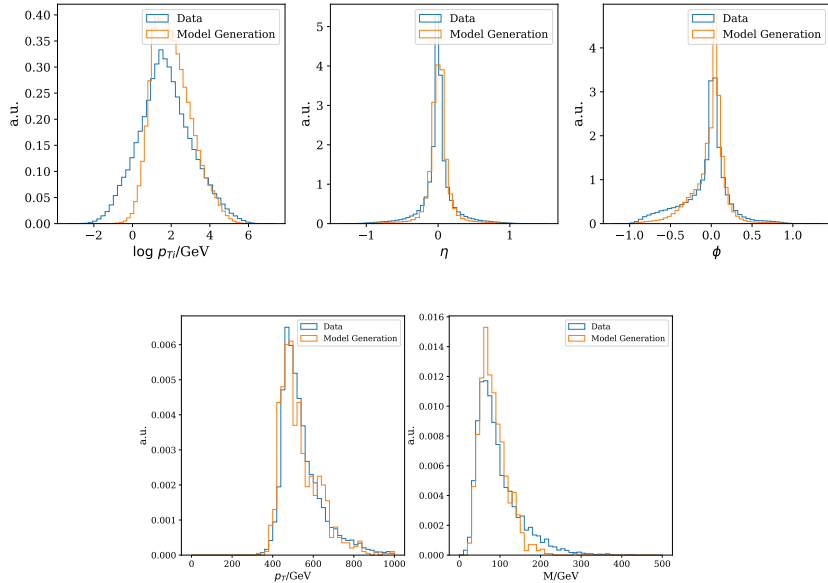 0.40
0.35
0.30
0.25
0.20
0.15
0.10
0.05
0.00
a.u.
−2 0 2 4 6
log p_{Ti}/GeV
Data
Model Generation
5
4
3
2
1
0
a.u.
−1 0 1
η
Data
Model Generation
4
3
2
1
0
a.u.
−1.0 −0.5 0.0 0.5 1.0
ϕ
Data
Model Generation
0.006
0.005
0.004
0.003
0.002
0.001
0.000
a.u.
0 200 400 600 800 1000
p_T/GeV
Data
Model Generation
0.016
0.014
0.012
0.010
0.008
0.006
0.004
0.002
0.000
a.u.
0 100 200 300 400 500
M/GeV
Data
Model Generation